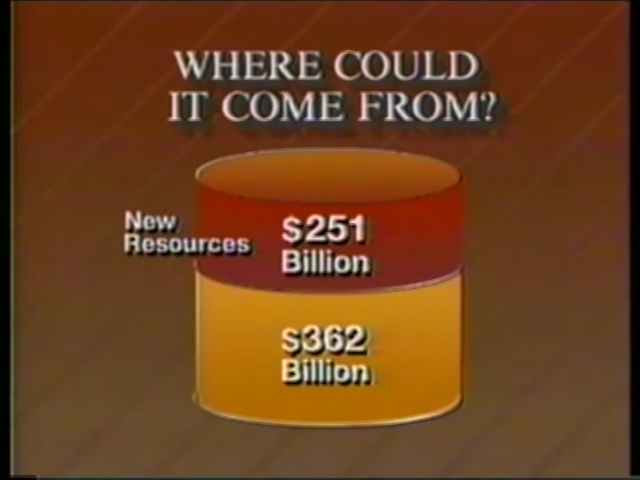 WHERE COULD
IT COME FROM?
New
Resources
$251
Billion
$362
Billion